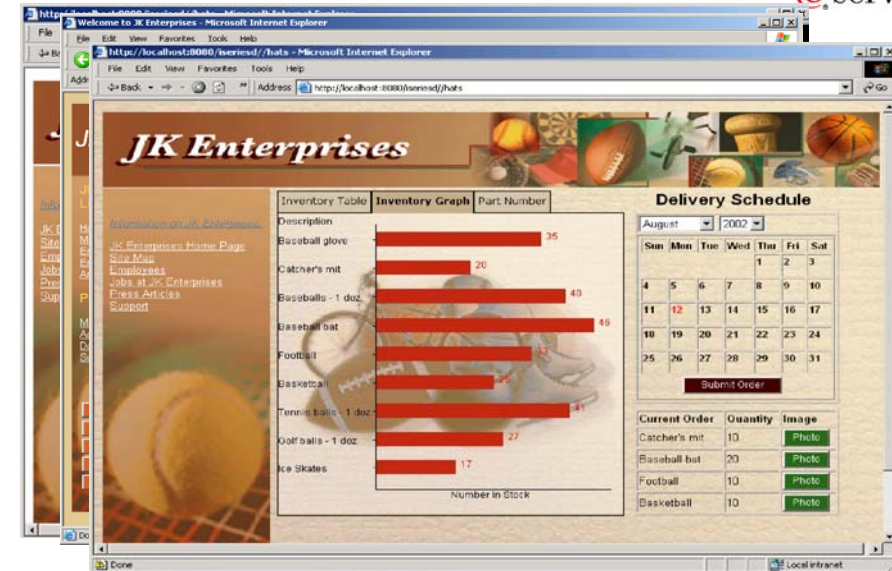 http
Welcome to JK Enterprises - Microsoft Internet Explorer
File
File Edit View Favorites Tools Help
http://localhost:8080/iseriesd//hats - Microsoft Internet Explorer
File Edit View Favorites Tools Help
Back
Address http://localhost:8080/iseriesd//hats
Go
JK Enterprises
Information on JK Enterprises:
JK Enterprises Home Page
Site Map
Employees
Jobs at JK Enterprises
Press Articles
Support
Inventory Table Inventory Graph Part Number
Description
Baseball glove 35
Catcher's mit 20
Baseballs - 1 doz.
Baseball bat 46
Football
Basketball
Tennis balls - 1 doz 41
Golf balls - 1 doz. 27
Ice Skates 17
Number in Stock
Delivery Schedule
August 2002
Sun Mon Tue Wed Thu Fri Sat
1 2 3
4 5 6 7 8 9 10
11 12 13 14 15 16 17
18 19 20 21 22 23 24
25 26 27 28 29 30 31
Submit Order
Current Order Quantity Image
Catcher's mit 10 Photo
Baseball bat 20 Photo
Football 10 Photo
Basketball 10 Photo
Done
Local intranet